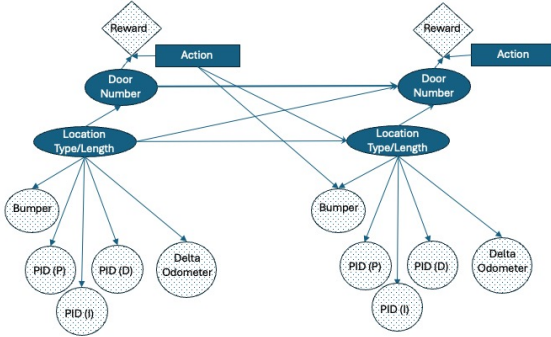 Reward
Action
Door
Number
Location
Type/Length
Bumper
PID (P)
PID (D)
Delta
Odometer
PID (I)
Reward
Action
Door
Number
Location
Type/Length
Bumper
PID (P)
PID (D)
Delta
Odometer
PID (I)